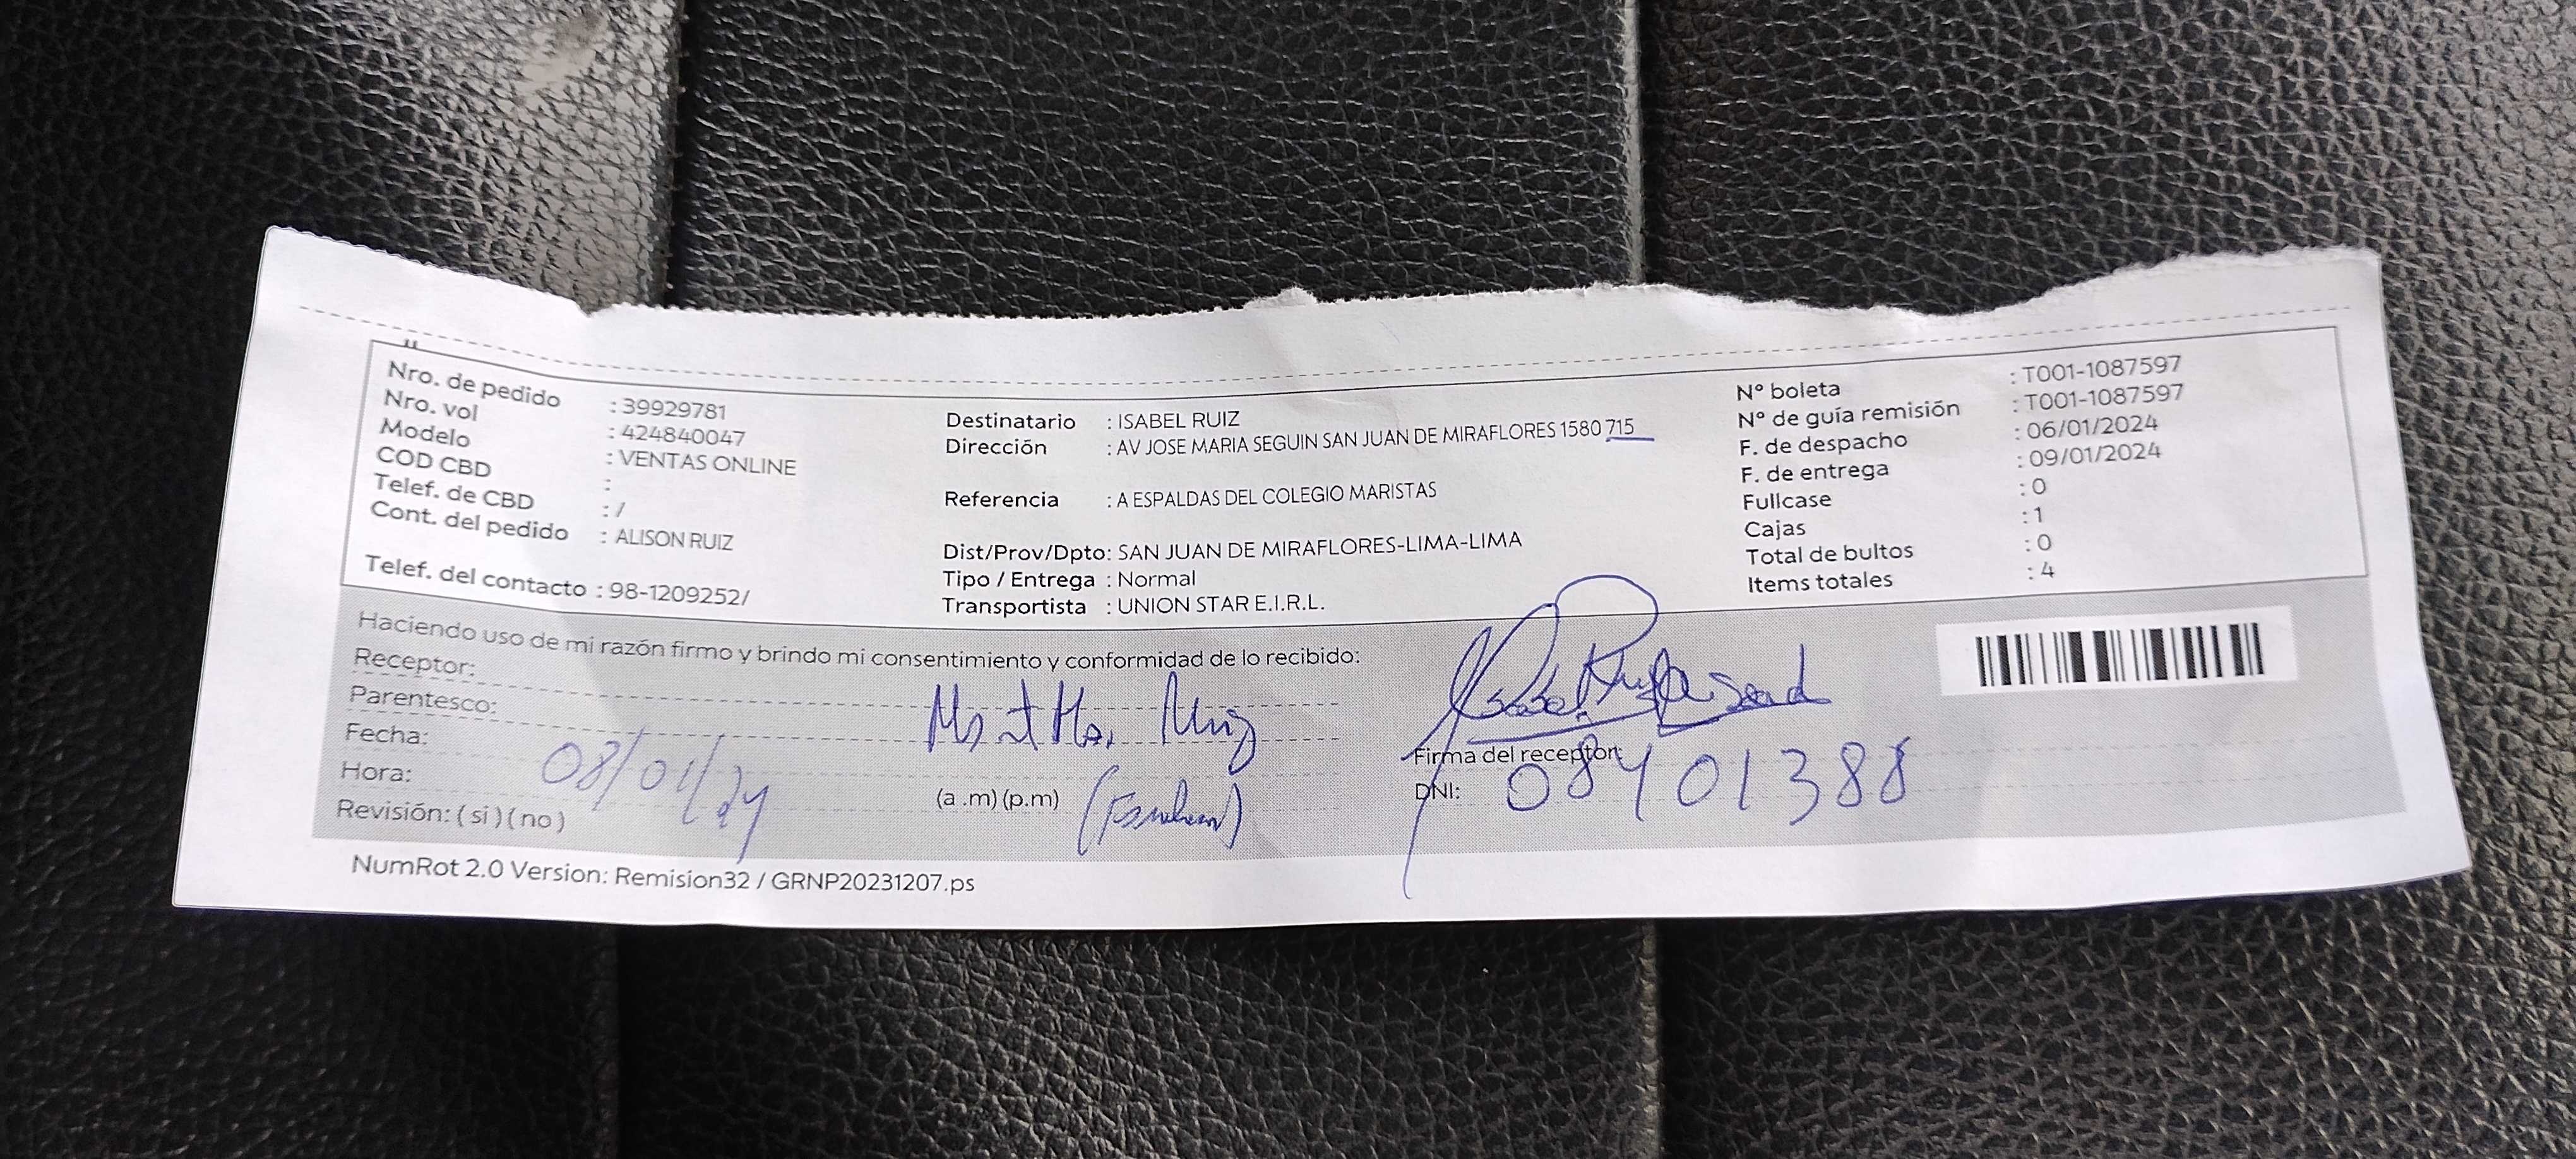 Nro. de pedido : 39929781
Nro. vol : 424840047
Modelo : VENTAS ONLINE
COD CBD :
Telef. de CBD : /
Cont. del pedido : ALISON RUIZ
Telef. del contacto : 98-1209252/
Destinatario : ISABEL RUIZ
Dirección : AV JOSE MARIA SEGUIN SAN JUAN DE MIRAFLORES 1580 715
Referencia : A ESPALDAS DEL COLEGIO MARISTAS
Dist/Prov/Dpto: SAN JUAN DE MIRAFLORES-LIMA-LIMA
Tipo / Entrega : Normal
Transportista : UNION STAR E.I.R.L.
N° boleta : T001-1087597
N° de guía remisión : T001-1087597
F. de despacho : 06/01/2024
F. de entrega : 09/01/2024
Fullcase : 0
Cajas : 1
Total de bultos : 0
Items totales : 4
Haciendo uso de mi razón firmo y brindo mi consentimiento y conformidad de lo recibido:
Receptor:
Parentesco:
Fecha: 08/01/24
Hora: (a .m) (p.m)
Revisión: ( si ) ( no )
Firma del receptor:
DNI: 08401388
NumRot 2.0 Version: Remision32 / GRNP20231207.ps